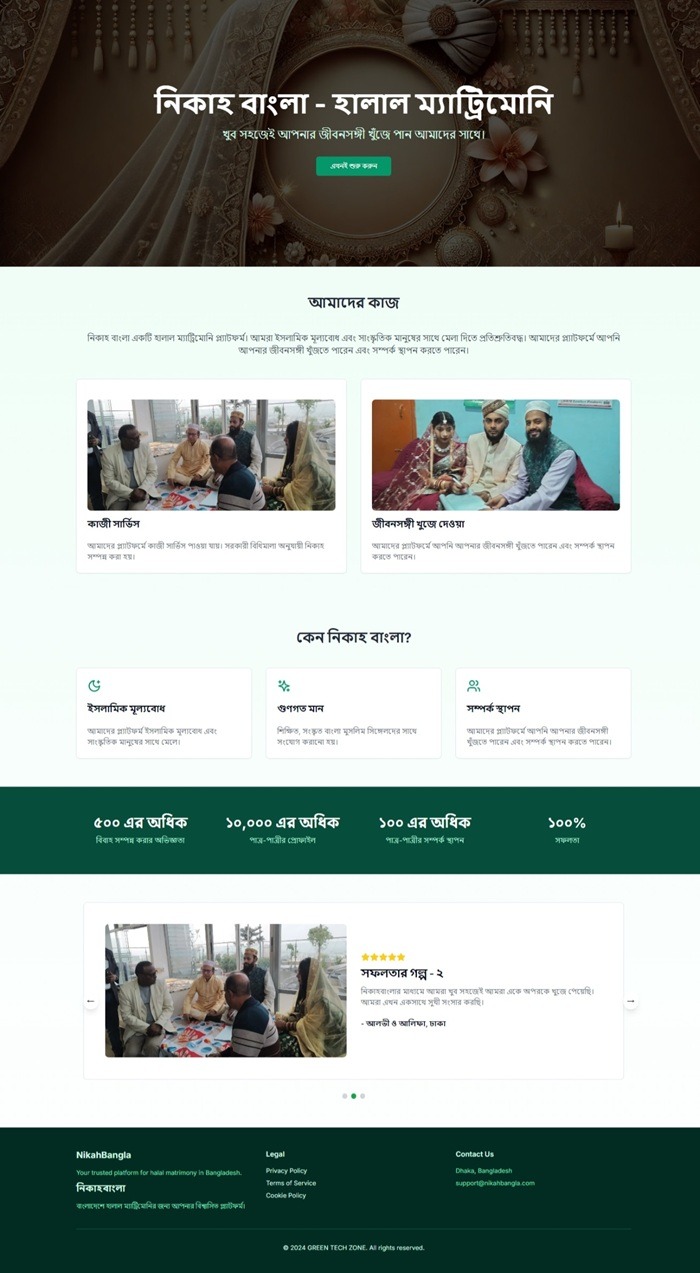 নিকাহ বাংলা - হালাল ম্যাট্রিমোনি
খুব সহজেই আপনার জীবনসঙ্গী খুঁজে পান আমাদের সাথে।
এখনই শুরু করুন
আমাদের কাজ
নিকাহ বাংলা একটি হালাল ম্যাট্রিমোনি প্ল্যাটফর্ম। আমরা ইসলামিক মূল্যবোধ এবং সাংস্কৃতিক মানুষের সাথে মেলা দিতে প্রতিশ্রুতিবদ্ধ। আমাদের প্ল্যাটফর্মে আপনি
আপনার জীবনসঙ্গী খুঁজতে পারেন এবং সম্পর্ক স্থাপন করতে পারেন।
কাজী সার্ভিস
আমাদের প্ল্যাটফর্মে কাজী সার্ভিস পাওয়া যায়। সরকারী বিধিমালা অনুযায়ী নিকাহ
সম্পন্ন করা হয়।
জীবনসঙ্গী খুজে দেওয়া
আমাদের প্ল্যাটফর্মে আপনি আপনার জীবনসঙ্গী খুঁজতে পারেন এবং সম্পর্ক স্থাপন
করতে পারেন।
কেন নিকাহ বাংলা?
ইসলামিক মূল্যবোধ
আমাদের প্ল্যাটফর্ম ইসলামিক মূল্যবোধ এবং
সাংস্কৃতিক মানুষের সাথে মেলে।
গুণগত মান
শিক্ষিত, সংস্কৃত বাংলা মুসলিম সিঙ্গেলদের সাথে
সংযোগ করানো হয়।
সম্পর্ক স্থাপন
আমাদের প্ল্যাটফর্মে আপনি আপনার জীবনসঙ্গী
খুঁজতে পারেন এবং সম্পর্ক স্থাপন করতে পারেন।
৫০০ এর অধিক
বিবাহ সম্পন্ন করার অভিজ্ঞতা
১০,০০০ এর অধিক
পাত্র-পাত্রীর প্রোফাইল
১০০ এর অধিক
পাত্র-পাত্রীর সম্পর্ক স্থাপন
১০০%
সফলতা
সফলতার গল্প - ২
নিকাহবাংলার মাধ্যমে আমরা খুব সহজেই আমরা একে অপরকে খুজে পেয়েছি।
আমরা এখন একসাথে সুখী সংসার করছি।
- আলভী ও আলিফা, ঢাকা
NikahBangla
Your trusted platform for halal matrimony in Bangladesh.
নিকাহবাংলা
বাংলাদেশে হালাল ম্যাট্রিমোনির জন্য আপনার বিশ্বাসিত প্ল্যাটফর্ম।
Legal
Privacy Policy
Terms of Service
Cookie Policy
Contact Us
Dhaka, Bangladesh
support@nikahbangla.com
© 2024 GREEN TECH ZONE. All rights reserved.